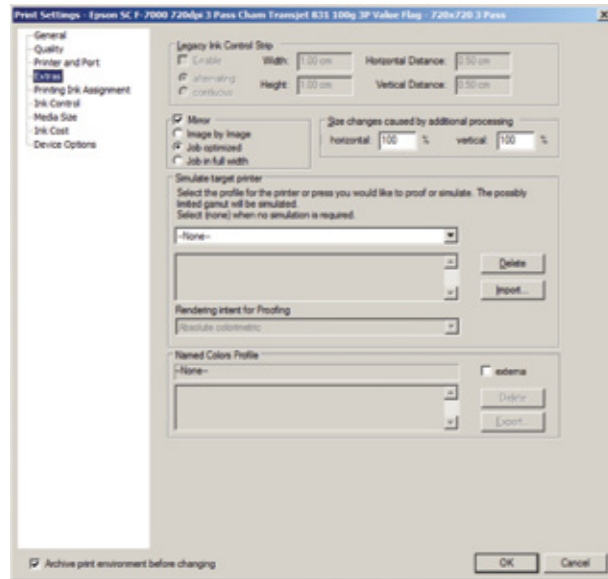 Print Settings - Epson SC F-7000 720dpi 3 Pass Cham Transjet 831 100g 3P Value Flag - 720x720 3 Pass
General
Quality
Printer and Port
Extras
Printing Ink Assignment
Ink Control
Media Size
Ink Cost
Device Options
Legacy Ink Control Strip
Enable
Width: 1.00 cm
Horizontal Distance: 0.50 cm
alternating
continuous
Height: 1.00 cm
Vertical Distance: 0.50 cm
Mirror
Image by Image
Job optimized
Job in full width
Size changes caused by additional processing
horizontal: 100 %
vertical: 100 %
Simulate target printer
Select the profile for the printer or press you would like to proof or simulate. The possibly
limited gamut will be simulated.
Select (none) when no simulation is required.
--None--
Delete
Import...
Rendering intent for Proofing
Absolute colorimetric
Named Colors Profile
--None--
external
Delete
Export...
Archive print environment before changing
OK
Cancel